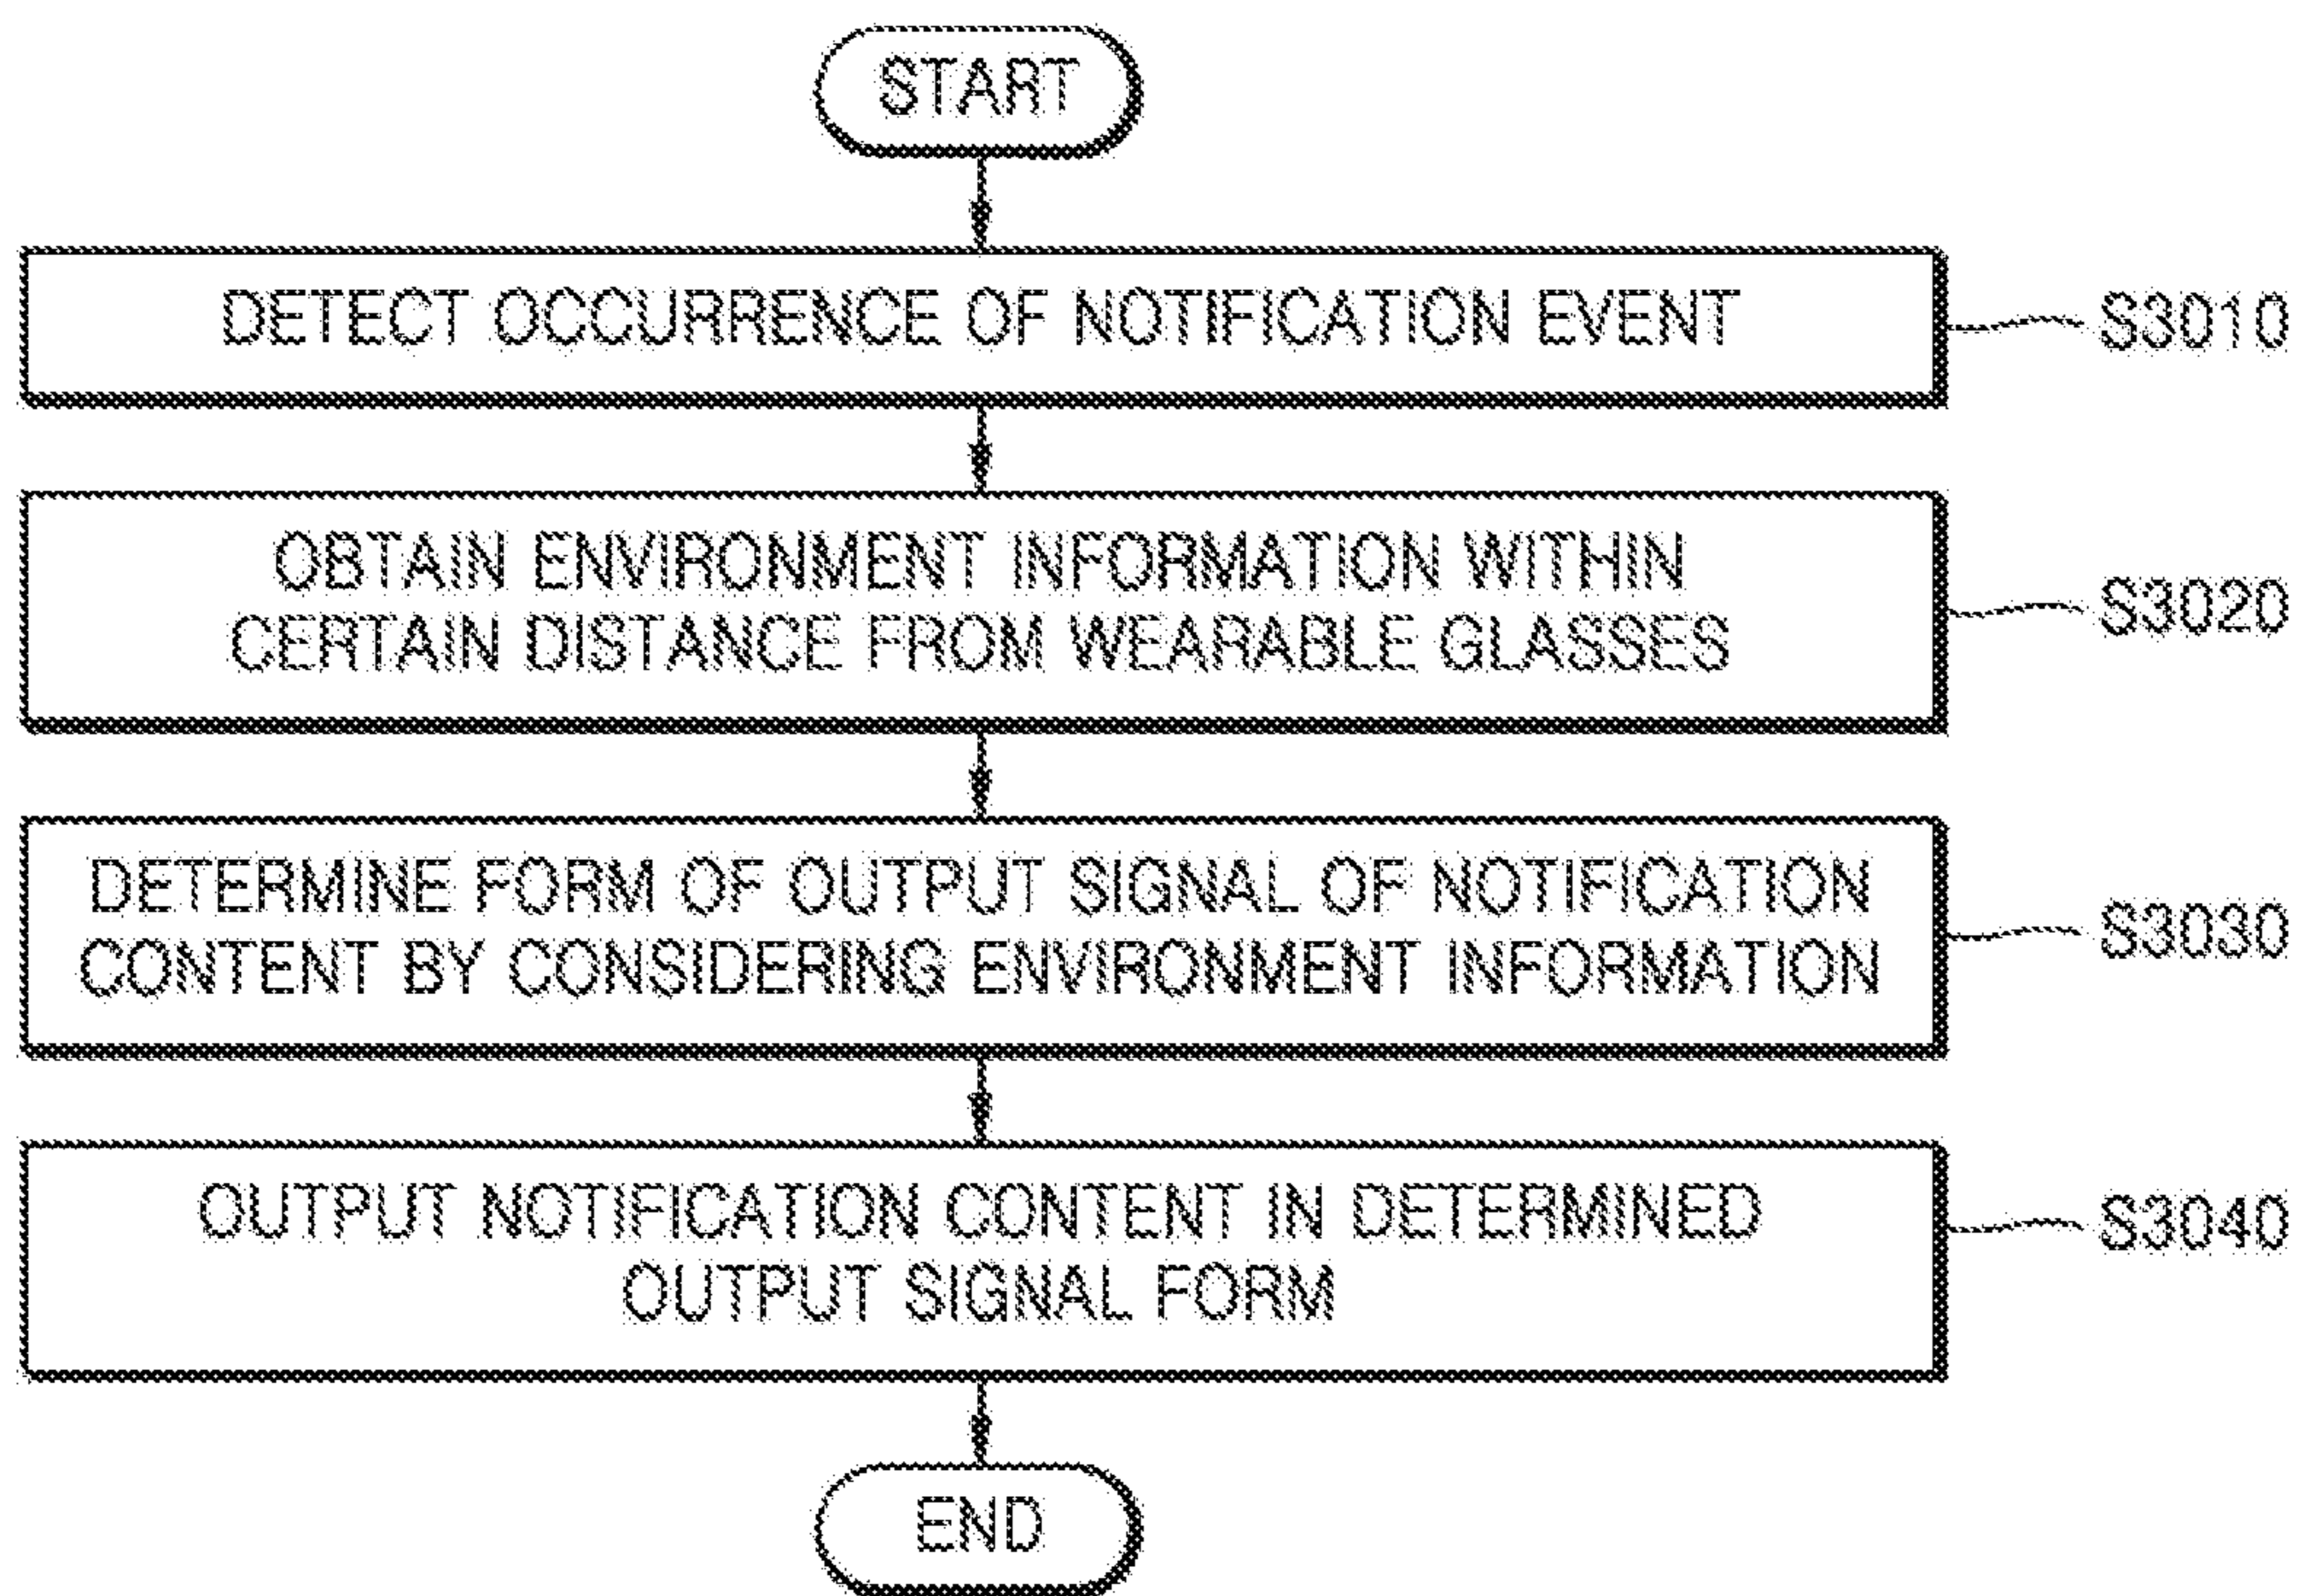 START
DETECT OCCURRENCE OF NOTIFICATION EVENT
S3010
OBTAIN ENVIRONMENT INFORMATION WITHIN
CERTAIN DISTANCE FROM WEARABLE GLASSES
S3020
DETERMINE FORM OF OUTPUT SIGNAL OF NOTIFICATION
CONTENT BY CONSIDERING ENVIRONMENT INFORMATION
S3030
OUTPUT NOTIFICATION CONTENT IN DETERMINED
OUTPUT SIGNAL FORM
S3040
END